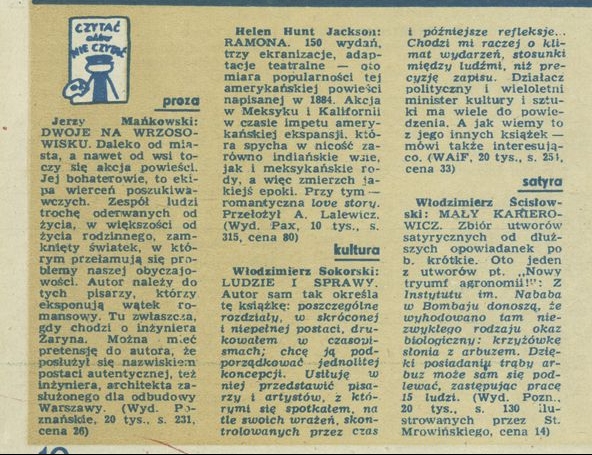 CZYTAĆ
albo
NIE CZYTAĆ
proza
Jerzy Mańkowski:
DWOJE NA WRZOSO-
WISKU. Daleko od mia-
sta, a nawet od wsi to-
czy się akcja powieści.
Jej bohaterowie, to eki-
pa wierceń poszukiwa-
wczych. Zespół ludzi
trochę oderwanych od
życia, w większości od
życia rodzinnego, zam-
knięty światek, w któ-
rym przełamują się pro-
blemy naszej obyczajo-
wości. Autor należy do
tych pisarzy, którzy
eksponują wątek ro-
mansowy. Tu zwłaszcza,
gdy chodzi o inżyniera
Żaryna. Można mieć
pretensję do autora, że
posłużył się nazwiskiem
postaci autentycznej, też
inżyniera, architekta za-
służonego dla odbudowy
Warszawy. (Wyd. Po-
znańskie, 20 tys., s. 231,
cena 26)
Helen Hunt Jackson:
RAMONA. 150 wydań,
trzy ekranizacje, adap-
tacje teatralne — oto
miara popularności tej
amerykańskiej powieści
napisanej w 1884. Akcja
w Meksyku i Kalifornii
w czasie impetu amery-
kańskiej ekspansji, któ-
ra spycha w nicość za-
równo indiańskie wsie,
jak i meksykańskie ro-
dy, a więc zmierzch ja-
kiejś epoki. Przy tym —
romantyczna love story.
Przełożył A. Lalewicz.
(Wyd. Pax, 10 tys., s.
315, cena 80)
kultura
Włodzimierz Sokorski:
LUDZIE I SPRAWY.
Autor sam tak określa
tę książkę: poszczególne
rozdziały, w skróconej
i niepełnej postaci, dru-
kowałem w czasopi-
smach; chcę ją pod-
porządkować jednolitej
koncepcji. Usiłuję w
niej przedstawić pisa-
rzy i artystów, z któ-
rymi się spotkałem, na
tle swoich wrażeń, skon-
trolowanych przez czas
i późniejsze refleksje...
Chodzi mi raczej o kli-
mat wydarzeń, stosunki
między ludźmi, niż pre-
cyzję zapisu. Działacz
polityczny i wieloletni
minister kultury i sztu-
ki ma wiele do powie-
dzenia. A jak wiemy to
z jego innych książek —
mówi także interesują-
co. (WAiF, 20 tys., s. 251,
cena 33)
satyra
Włodzimierz Ścisłow-
ski: MAŁY KARIERO-
WICZ. Zbiór utworów
satyrycznych od dłuż-
szych opowiadanek po
b. krótkie. Oto jeden
z utworów pt. „Nowy
tryumf agronomii!": Z
Instytutu im. Nababa
w Bombaju donoszą, że
wyhodowano tam nie-
zwykłego rodzaju okaz
biologiczny: krzyżówkę
słonia z arbuzem. Dzię-
ki posiadaniu trąby ar-
buz może sam się pod-
lewać, zastępując pracę
15 ludzi. (Wyd. Pozn.,
20 tys., s. 130 ilu-
strowanych przez St.
Mrowińskiego, cena 14)